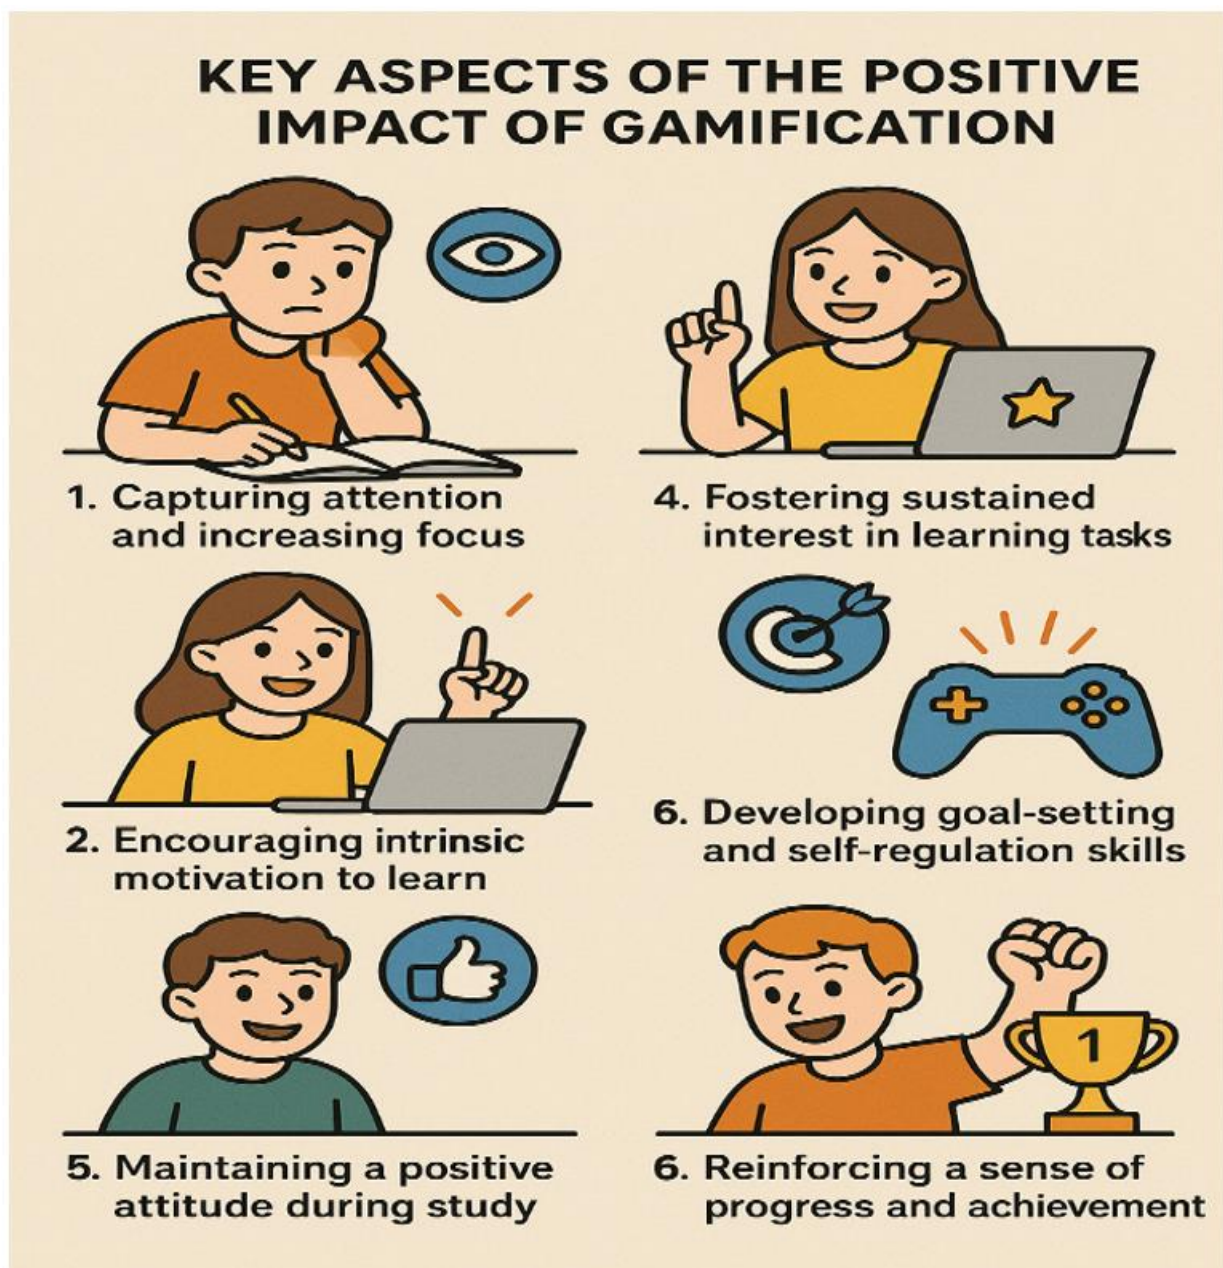 KEY ASPECTS OF THE POSITIVE
IMPACT OF GAMIFICATION
1. Capturing attention
and increasing focus
4. Fostering sustained
interest in learning tasks
2. Encouraging intrinsic
motivation to learn
6. Developing goal-setting
and self-regulation skills
5. Maintaining a positive
attitude during study
1
6. Reinforcing a sense of
progress and achievement